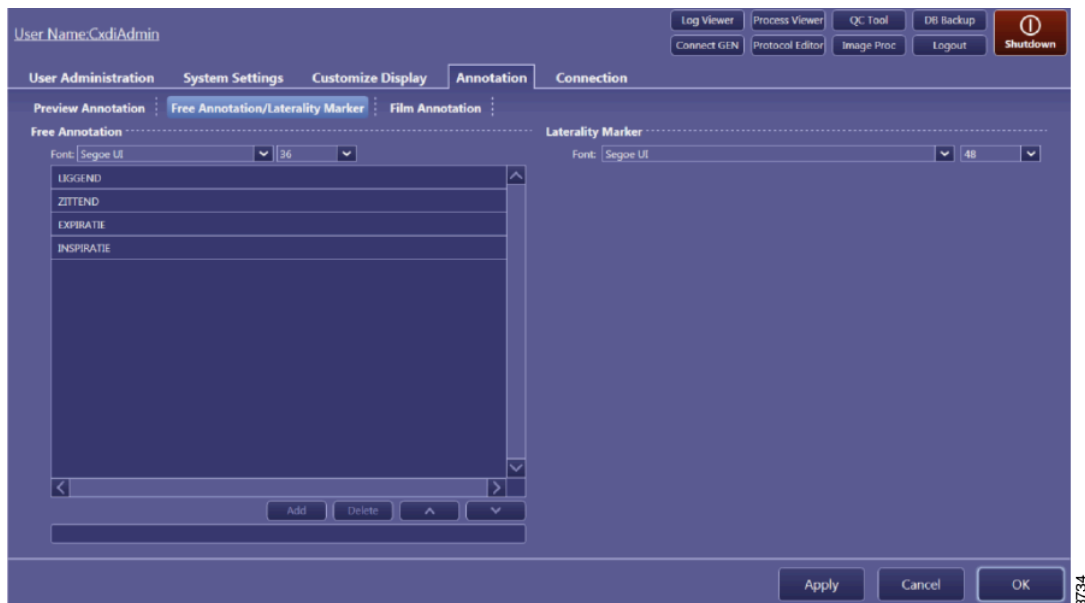 User Name:CxdiAdmin
Log Viewer Process Viewer QC Tool DB Backup
Connect GEN Protocol Editor Image Proc Logout
Shutdown
User Administration System Settings Customize Display Annotation Connection
Preview Annotation Free Annotation/Laterality Marker Film Annotation
Free Annotation
Font: Segoe UI 36
LIGGEND
ZITTEND
EXPIRATIE
INSPIRATIE
Add Delete
Laterality Marker
Font: Segoe UI 48
Apply Cancel OK